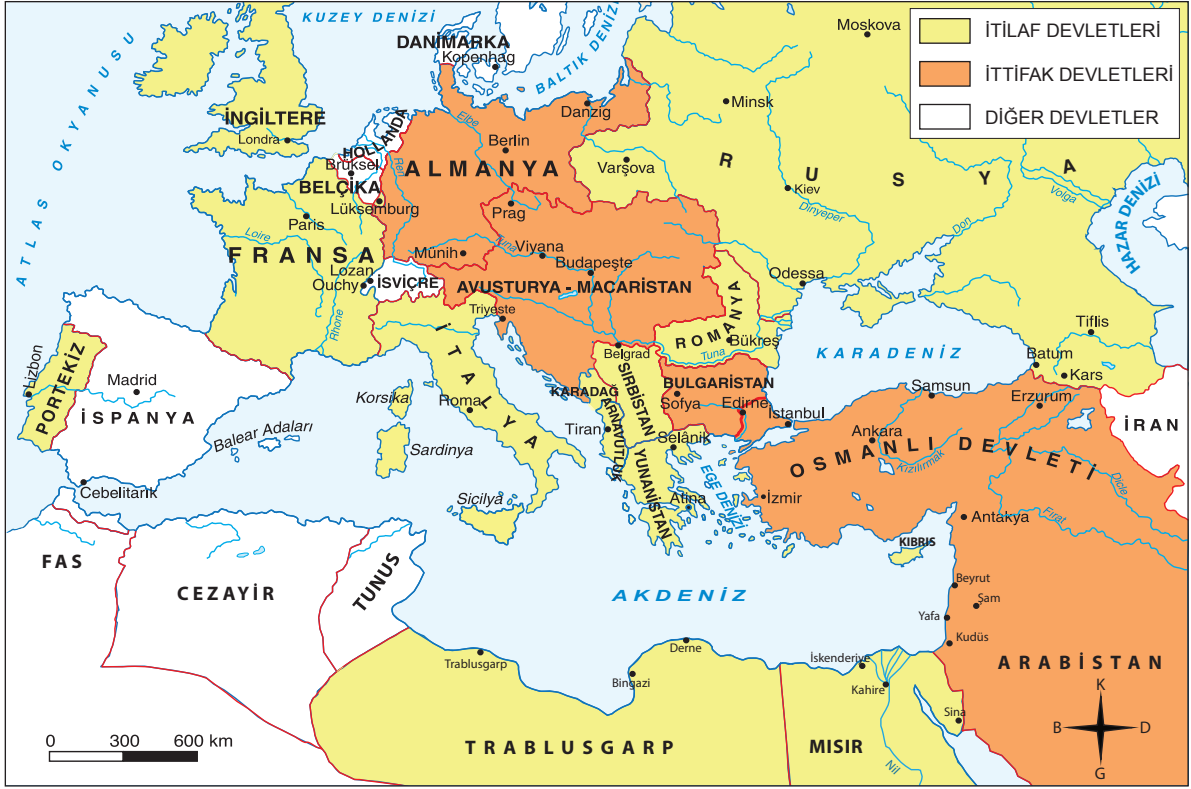 KUZEY DENİZİ
DANİMARKA
Kopenhag
BALTIK DENİZİ
Moskova
İTİLAF DEVLETLERİ
İTTİFAK DEVLETLERİ
DİĞER DEVLETLER
ATLAS OKYANUSU
İNGİLTERE
Londra
HOLLANDA
Brüksel
BELÇİKA
Lüksemburg
Elbe
Ren
Berlin
Danzig
ALMANYA
Varşova
Minsk
RUSYA
Kiev
Dinyeper
Don
Volga
HAZAR DENİZİ
Paris
Loire
FRANSA
Lozan
Ouchy
İSVİÇRE
Rhone
Prag
Münih
Tuna
Viyana
Budapeşte
AVUSTURYA - MACARİSTAN
Triyeste
Odessa
ROMANYA
Bükreş
Tuna
Belgrad
SIRBİSTAN
KARADAĞ
BULGARİSTAN
Sofya
Edirne
İstanbul
KARADENİZ
Tiflis
Batum
Kars
Samsun
Erzurum
İRAN
PORTEKİZ
Lizbon
Madrid
İSPANYA
Cebelitarık
Balear Adaları
Korsika
Sardinya
İTALYA
Roma
Siçilya
Tiran
ARNAVUTLUK
YUNANİSTAN
Selânik
Atina
EGE DENİZİ
İzmir
Ankara
Kızılırmak
OSMANLI DEVLETİ
Dicle
Fırat
Antakya
KIBRIS
Beyrut
Şam
Yafa
Kudüs
ARABİSTAN
FAS
CEZAYİR
TUNUS
AKDENİZ
Trablusgarp
Bingazi
Derne
TRABLUSGARP
İskenderiye
Kahire
MISIR
Nil
Sina
K
B
D
G
0 300 600 km